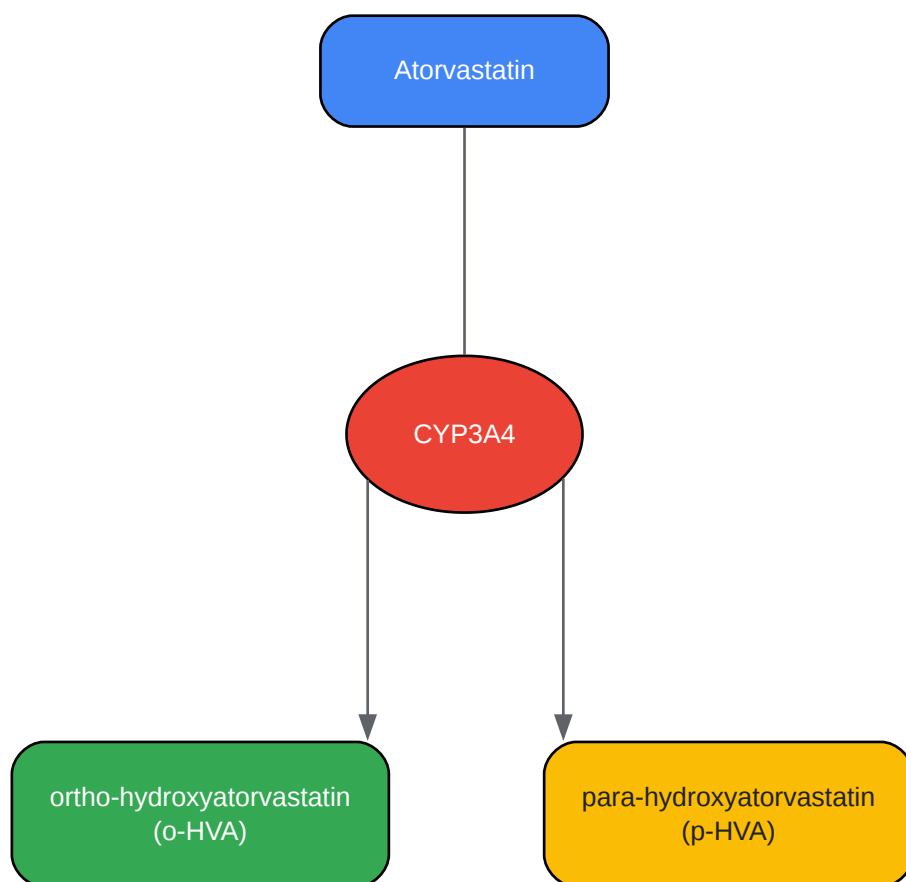 Atorvastatin
CYP3A4
ortho-hydroxyatorvastatin
(o-HVA)
para-hydroxyatorvastatin
(p-HVA)